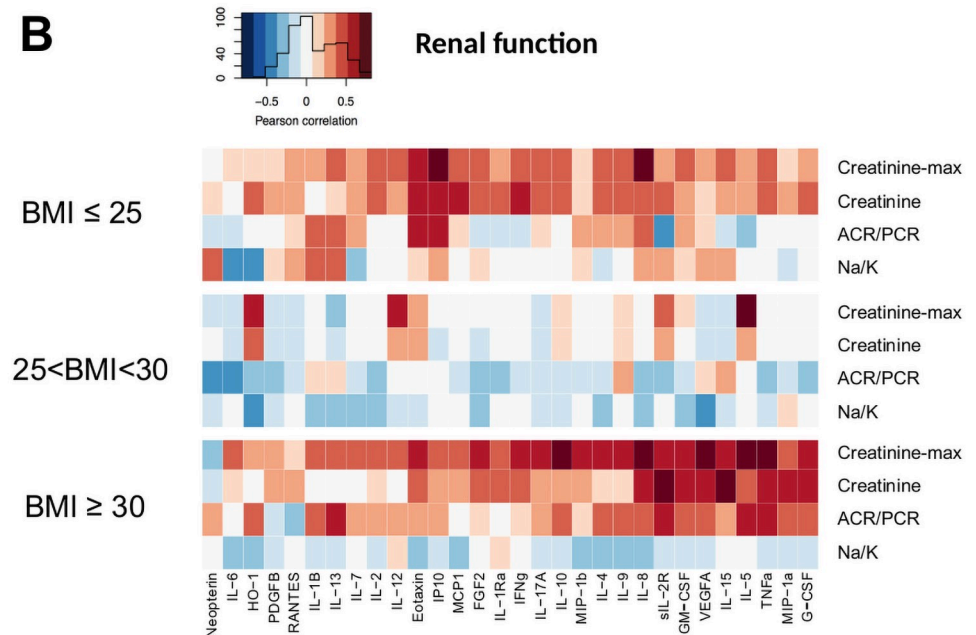 B
Renal function
100
40
0
−0.5 0 0.5
Pearson correlation
BMI ≤ 25
Creatinine-max
Creatinine
ACR/PCR
Na/K
25<BMI<30
Creatinine-max
Creatinine
ACR/PCR
Na/K
BMI ≥ 30
Creatinine-max
Creatinine
ACR/PCR
Na/K
Neopterin
IL-6
HO-1
PDGFB
RANTES
IL-1B
IL-13
IL-7
IL-2
IL-12
Eotaxin
IP10
MCP1
FGF2
IL-1Ra
IFNg
IL-17A
IL-10
MIP-1b
IL-4
IL-9
IL-8
sIL-2R
GM-CSF
VEGFA
IL-15
IL-5
TNFa
MIP-1a
G-CSF